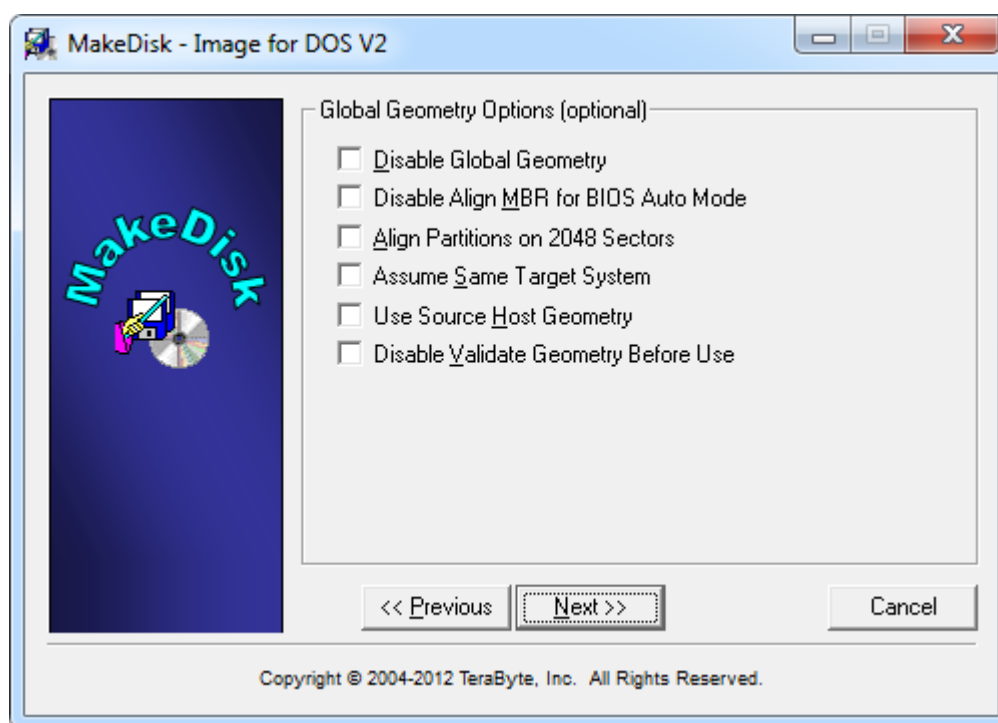 MakeDisk - Image for DOS V2
MakeDisk
Global Geometry Options (optional)
Disable Global Geometry
Disable Align MBR for BIOS Auto Mode
Align Partitions on 2048 Sectors
Assume Same Target System
Use Source Host Geometry
Disable Validate Geometry Before Use
<< Previous
Next >>
Cancel
Copyright © 2004-2012 TeraByte, Inc. All Rights Reserved.